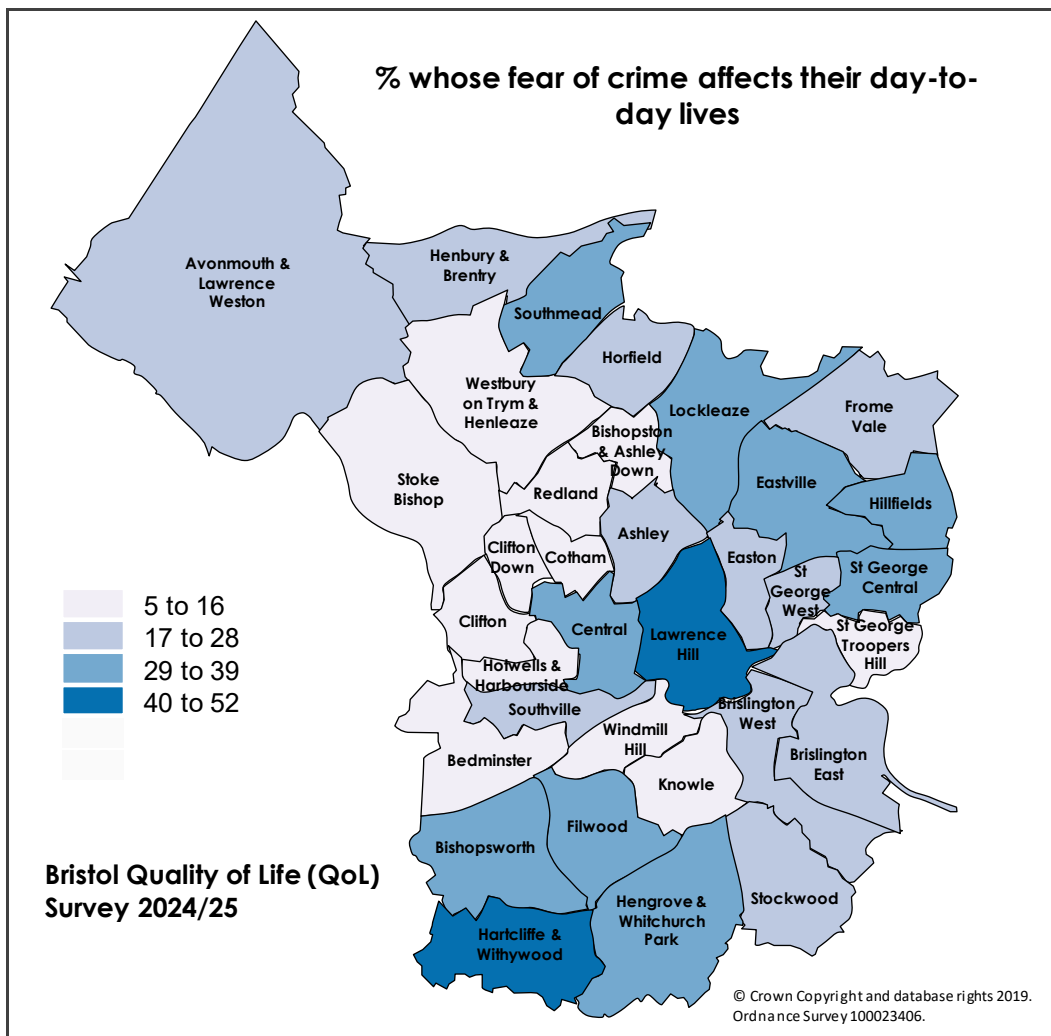 % whose fear of crime affects their day-to-
day lives
Avonmouth &
Lawrence
Weston
Henbury &
Brentry
Southmead
Horfield
Westbury
on Trym &
Henleaze
Lockleaze
Frome
Vale
Bishopston
& Ashley
Down
Stoke
Bishop
Redland
Eastville
Hillfields
Ashley
Clifton
Down
Cotham
Easton
St
George
West
St George
Central
5 to 16
17 to 28
29 to 39
40 to 52
Clifton
Central
Lawrence
Hill
St George
Troopers
Hill
Hotwells &
Harbourside
Southville
Brislington
West
Windmill
Hill
Bedminster
Knowle
Brislington
East
Filwood
Bishopsworth
Bristol Quality of Life (QoL)
Survey 2024/25
Stockwood
Hengrove &
Whitchurch
Park
Hartcliffe &
Withywood
© Crown Copyright and database rights 2019.
Ordnance Survey 100023406.